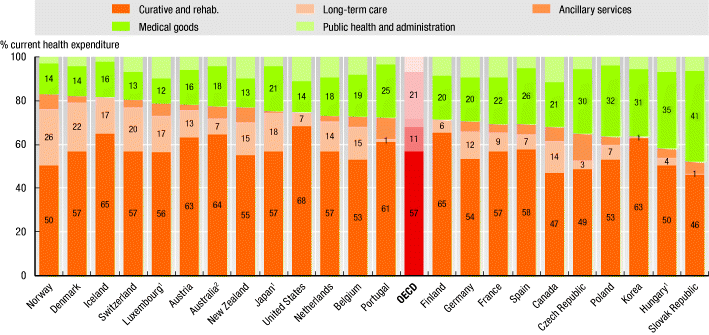 Curative and rehab. Long-term care Ancillary services
Medical goods Public health and administration
% current health expenditure
100
80
60
40
20
0
14 14 16 13 12 16 18 13 21 14 18 19 25 21 20 20 22 26 21 30 32 31 35 41
26 22 17 20 17 13 7 15 18 7 14 15 1 11 6 12 9 7 14 3 7 1 4 1
50 57 65 57 56 63 64 55 57 68 57 53 61 57 65 54 57 58 47 49 53 63 50 46
Norway
Denmark
Iceland
Switzerland
Luxembourg¹
Austria
Australia²
New Zealand
Japan¹
United States
Netherlands
Belgium
Portugal
OECD
Finland
Germany
France
Spain
Canada
Czech Republic
Poland
Korea
Hungary¹
Slovak Republic